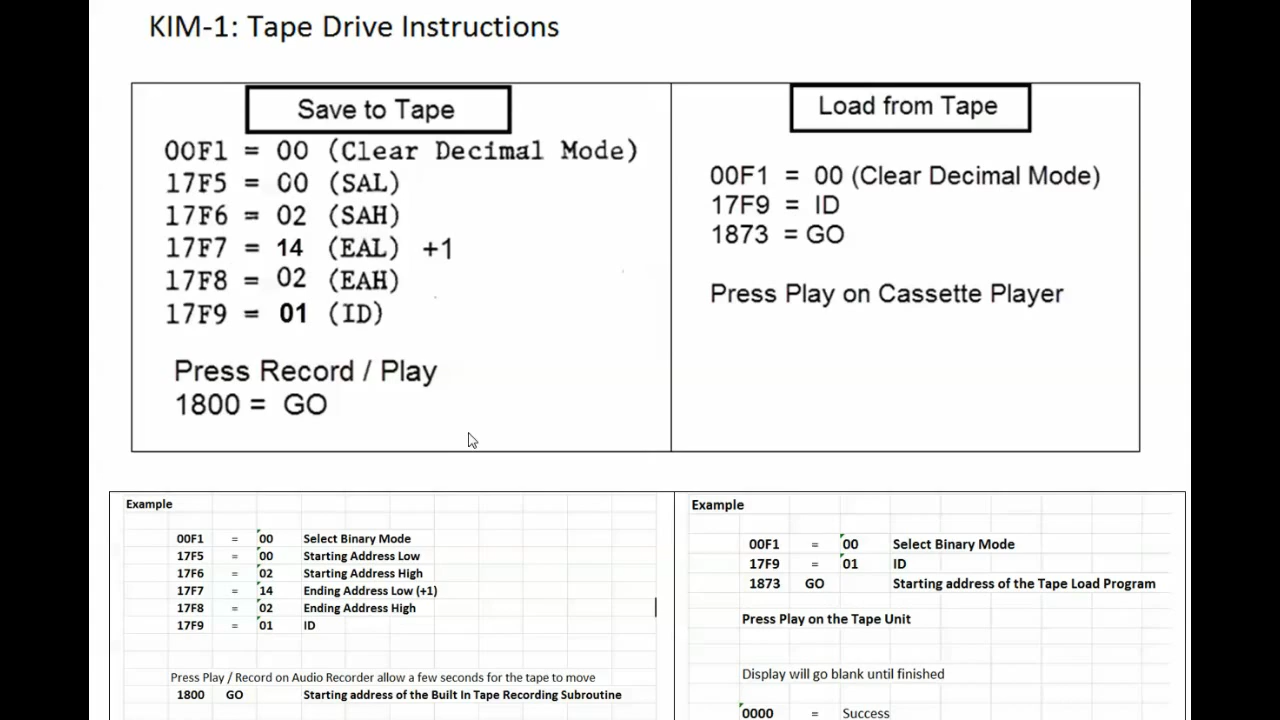 KIM-1: Tape Drive Instructions
Save to Tape
00F1 = 00 (Clear Decimal Mode)
17F5 = 00 (SAL)
17F6 = 02 (SAH)
17F7 = 14 (EAL) +1
17F8 = 02 (EAH)
17F9 = 01 (ID)
Press Record / Play
1800 = GO
Load from Tape
00F1 = 00 (Clear Decimal Mode)
17F9 = ID
1873 = GO
Press Play on Cassette Player
Example
00F1 = 00 Select Binary Mode
17F5 = 00 Starting Address Low
17F6 = 02 Starting Address High
17F7 = 14 Ending Address Low (+1)
17F8 = 02 Ending Address High
17F9 = 01 ID
Press Play / Record on Audio Recorder allow a few seconds for the tape to move
1800 GO Starting address of the Built In Tape Recording Subroutine
Example
00F1 = 00 Select Binary Mode
17F9 = 01 ID
1873 GO Starting address of the Tape Load Program
Press Play on the Tape Unit
Display will go blank until finished
0000 = Success